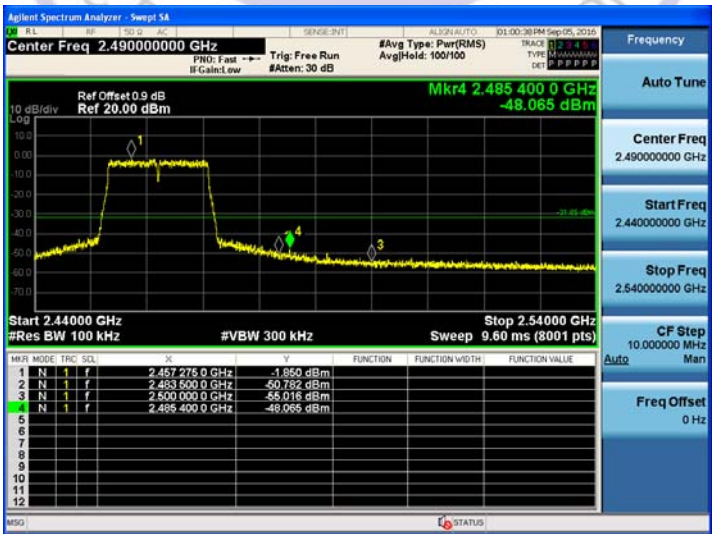 Agilent Spectrum Analyzer - Swept SA
RL RF 50 Ω AC SENSE:INT ALIGN AUTO 01:00:38 PM Sep 05, 2016
Center Freq 2.490000000 GHz
PNO: Fast
IFGain:Low
Trig: Free Run
#Atten: 30 dB
#Avg Type: Pwr(RMS)
Avg|Hold: 100/100
TRACE 1 2 3 4 5 6
TYPE
DET P P P P P P
Ref Offset 0.9 dB
10 dB/div Ref 20.00 dBm
Log
Mkr4 2.485 400 0 GHz
-48.065 dBm
10.0
0.00
-10.0
-20.0
-30.0
-40.0
-50.0
-60.0
-70.0
1
4
3
-31.85 dBm
Start 2.44000 GHz
Stop 2.54000 GHz
#Res BW 100 kHz #VBW 300 kHz Sweep 9.60 ms (8001 pts)
MKR MODE TRC SCL X Y FUNCTION FUNCTION WIDTH FUNCTION VALUE
1 N 1 f 2.457 275 0 GHz -1.850 dBm
2 N 1 f 2.483 500 0 GHz -50.782 dBm
3 N 1 f 2.500 000 0 GHz -55.016 dBm
4 N 1 f 2.485 400 0 GHz -48.065 dBm
5
6
7
8
9
10
11
12
MSG STATUS
Frequency
Auto Tune
Center Freq
2.490000000 GHz
Start Freq
2.440000000 GHz
Stop Freq
2.540000000 GHz
CF Step
10.000000 MHz
Auto Man
Freq Offset
0 Hz